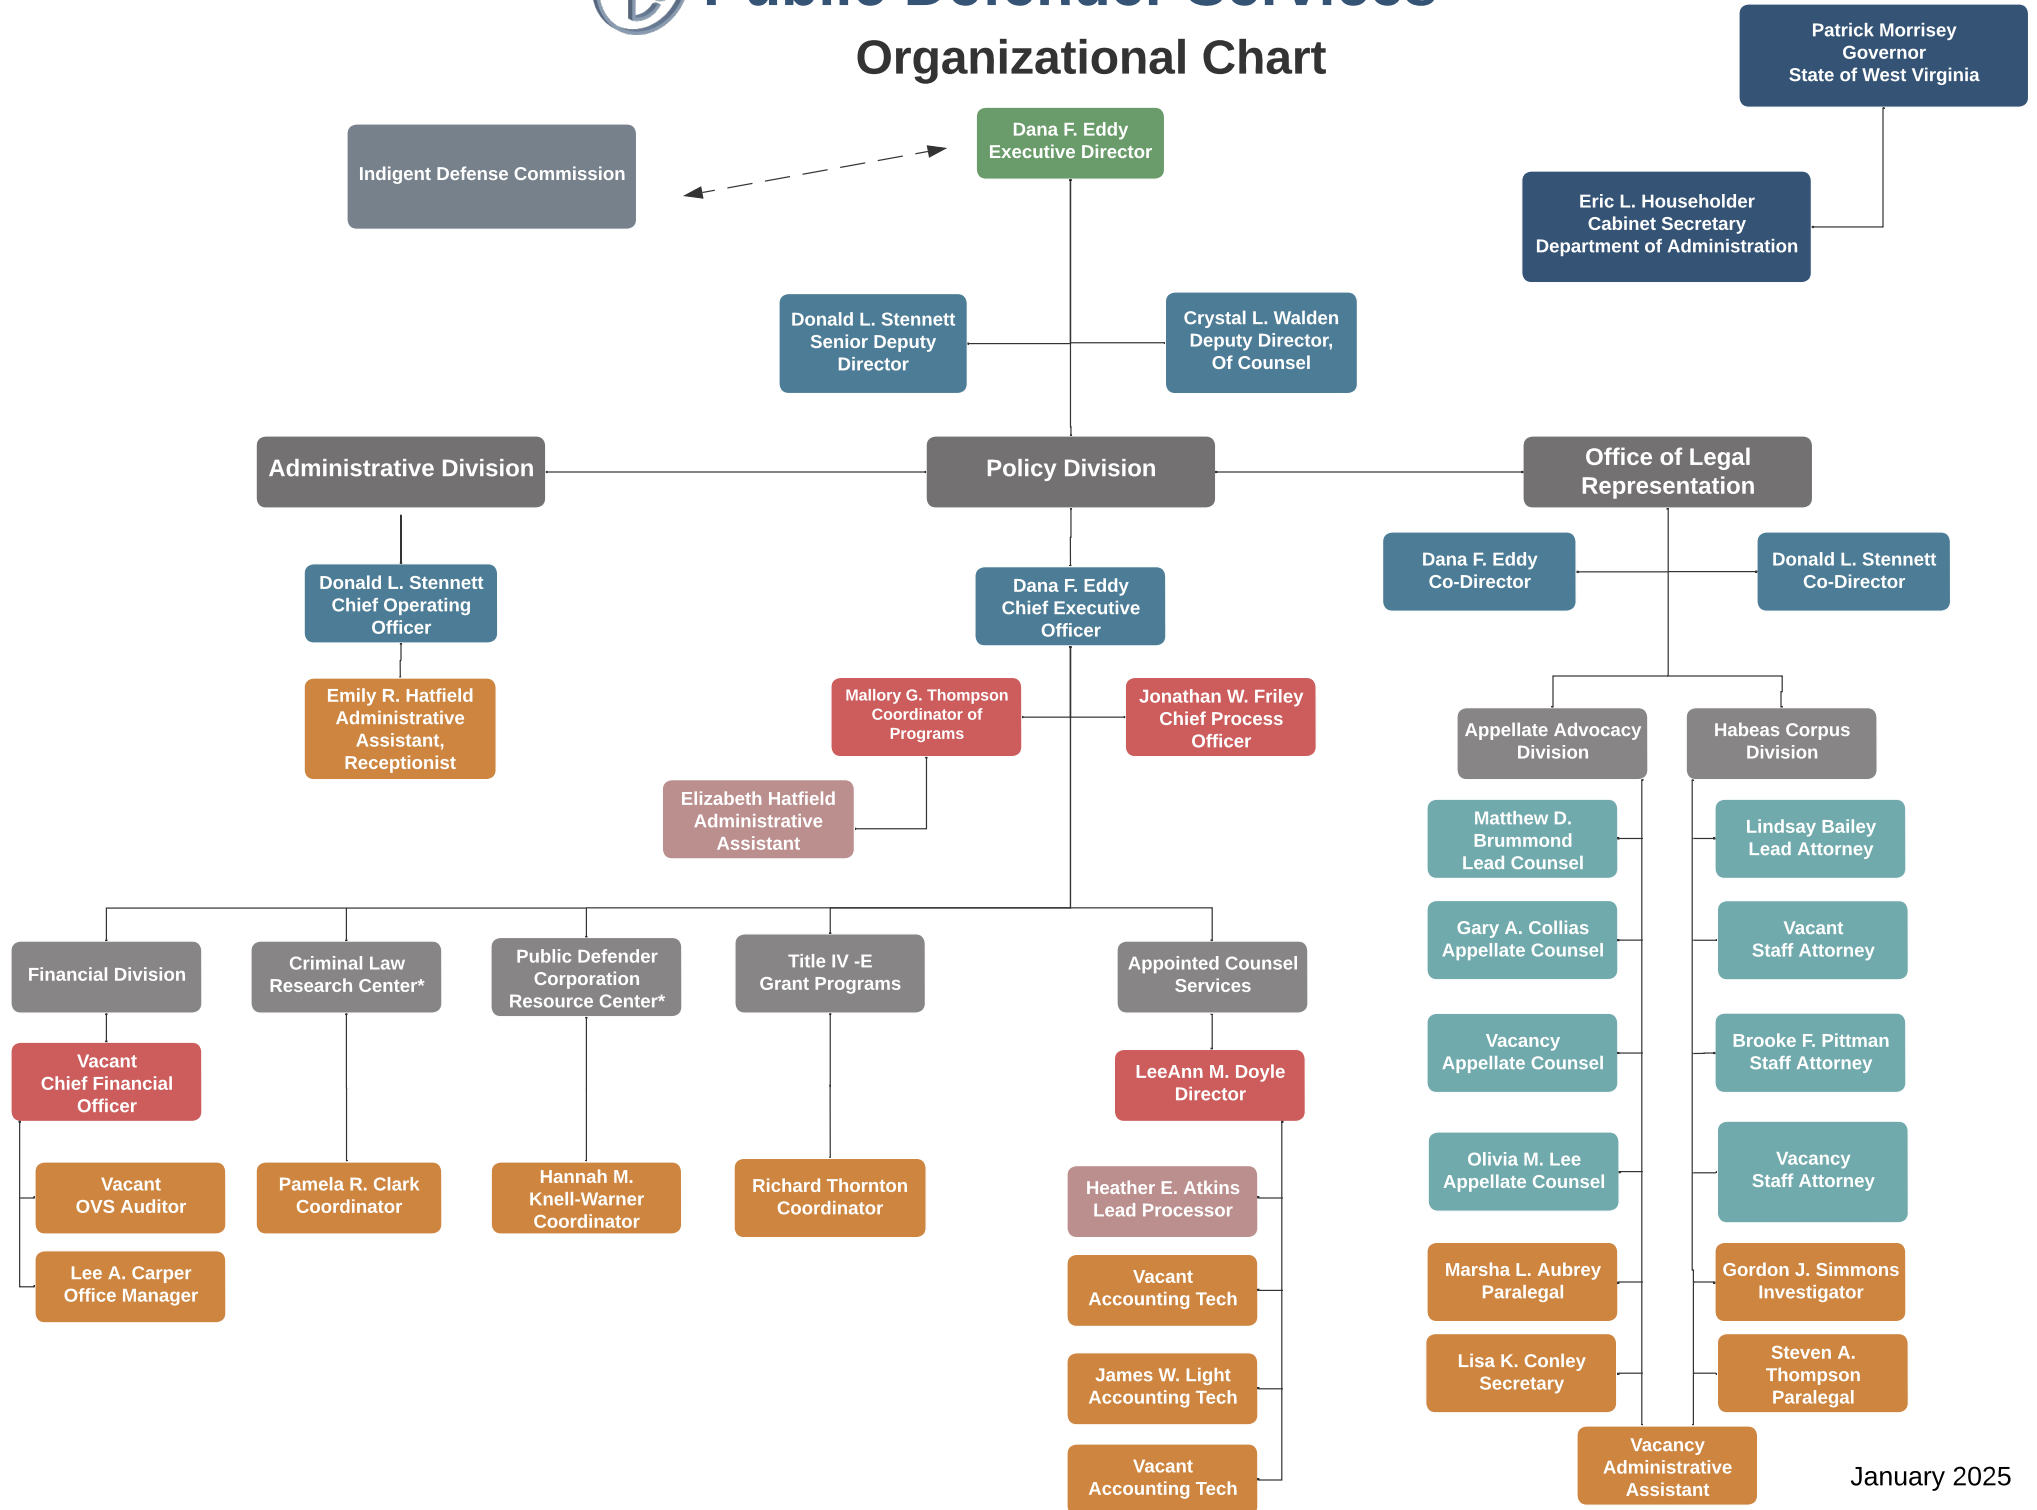 Public Defender Services
Organizational Chart
Patrick Morrisey
Governor
State of West Virginia
Dana F. Eddy
Executive Director
Indigent Defense Commission
Eric L. Householder
Cabinet Secretary
Department of Administration
Donald L. Stennett
Senior Deputy
Director
Crystal L. Walden
Deputy Director,
Of Counsel
Administrative Division
Policy Division
Office of Legal
Representation
Donald L. Stennett
Chief Operating
Officer
Dana F. Eddy
Chief Executive
Officer
Dana F. Eddy
Co-Director
Donald L. Stennett
Co-Director
Emily R. Hatfield
Administrative
Assistant,
Receptionist
Mallory G. Thompson
Coordinator of
Programs
Jonathan W. Friley
Chief Process
Officer
Elizabeth Hatfield
Administrative
Assistant
Appellate Advocacy
Division
Habeas Corpus
Division
Matthew D.
Brummond
Lead Counsel
Lindsay Bailey
Lead Attorney
Gary A. Collias
Appellate Counsel
Vacant
Staff Attorney
Vacancy
Appellate Counsel
Brooke F. Pittman
Staff Attorney
Olivia M. Lee
Appellate Counsel
Vacancy
Staff Attorney
Marsha L. Aubrey
Paralegal
Gordon J. Simmons
Investigator
Lisa K. Conley
Secretary
Steven A.
Thompson
Paralegal
Vacancy
Administrative
Assistant
Financial Division
Criminal Law
Research Center*
Public Defender
Corporation
Resource Center*
Title IV -E
Grant Programs
Appointed Counsel
Services
Vacant
Chief Financial
Officer
LeeAnn M. Doyle
Director
Vacant
OVS Auditor
Pamela R. Clark
Coordinator
Hannah M.
Knell-Warner
Coordinator
Richard Thornton
Coordinator
Heather E. Atkins
Lead Processor
Lee A. Carper
Office Manager
Vacant
Accounting Tech
James W. Light
Accounting Tech
Vacant
Accounting Tech
January 2025